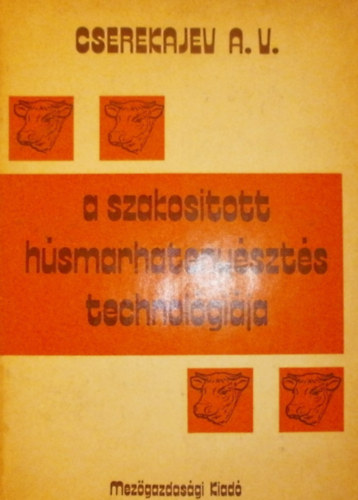 CSEREKAJEV A. V.
a szakosított
húsmarhatenyésztés
technológiája
Mezőgazdasági Kiadó